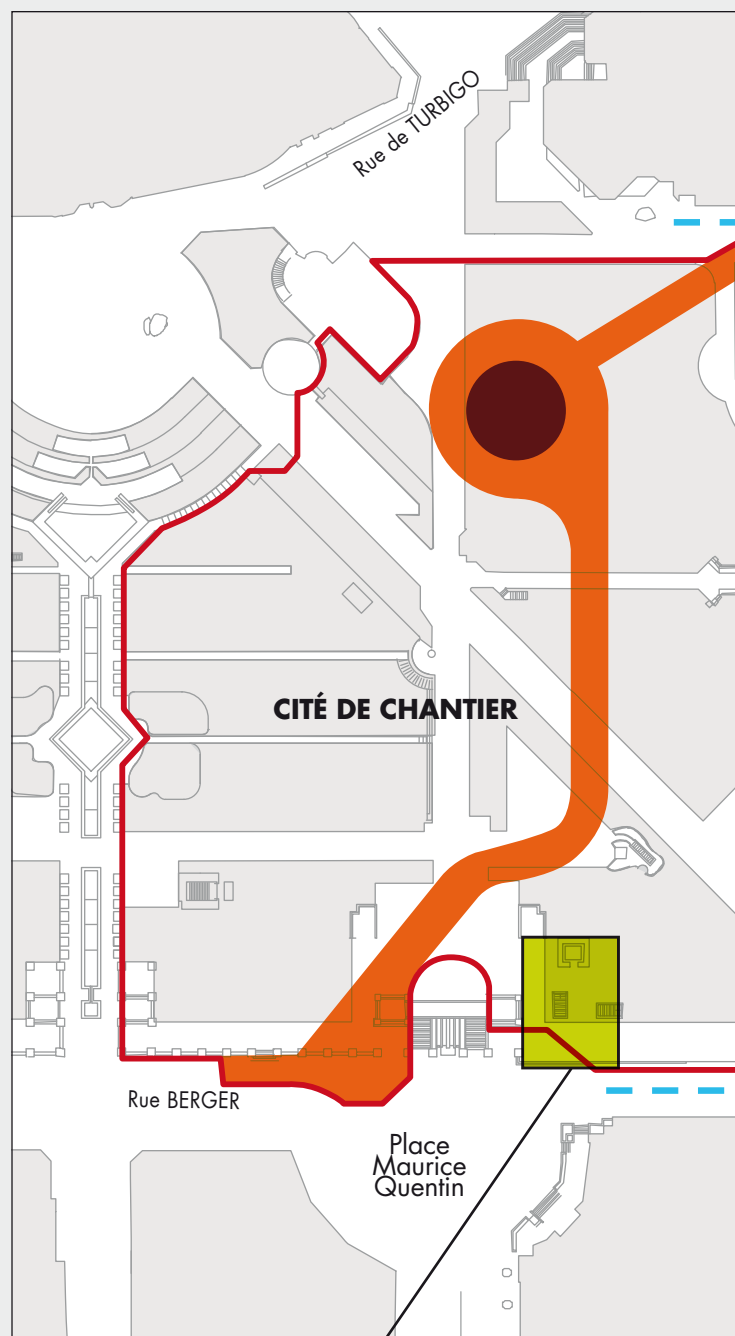 Rue de TURBIGO
CITÉ DE CHANTIER
Rue BERGER
Place
Maurice
Quentin